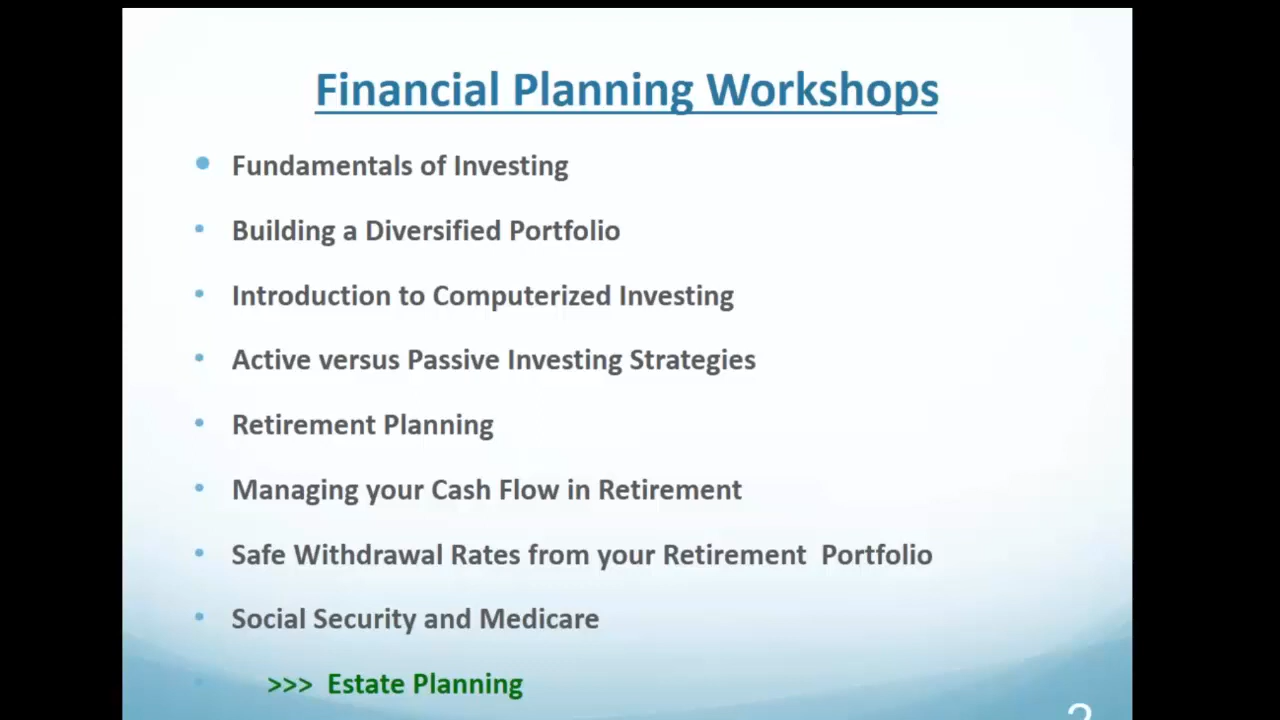 Financial Planning Workshops
• Fundamentals of Investing
• Building a Diversified Portfolio
• Introduction to Computerized Investing
• Active versus Passive Investing Strategies
• Retirement Planning
• Managing your Cash Flow in Retirement
• Safe Withdrawal Rates from your Retirement  Portfolio
• Social Security and Medicare
• >>> Estate Planning